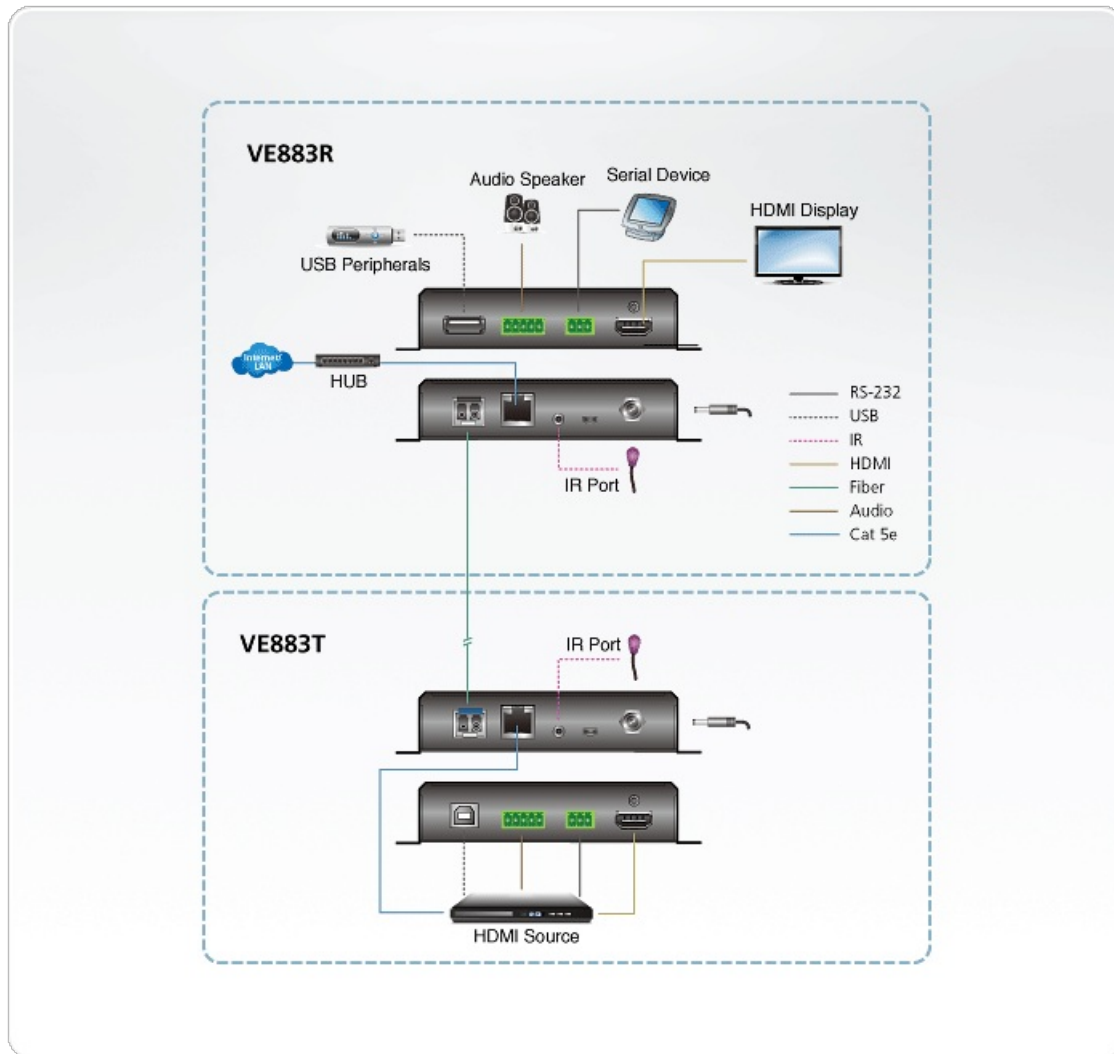 VE883R
Audio Speaker
Serial Device
HDMI Display
USB Peripherals
Internet/
LAN
HUB
IR Port
RS-232
USB
IR
HDMI
Fiber
Audio
Cat 5e
VE883T
IR Port
HDMI Source